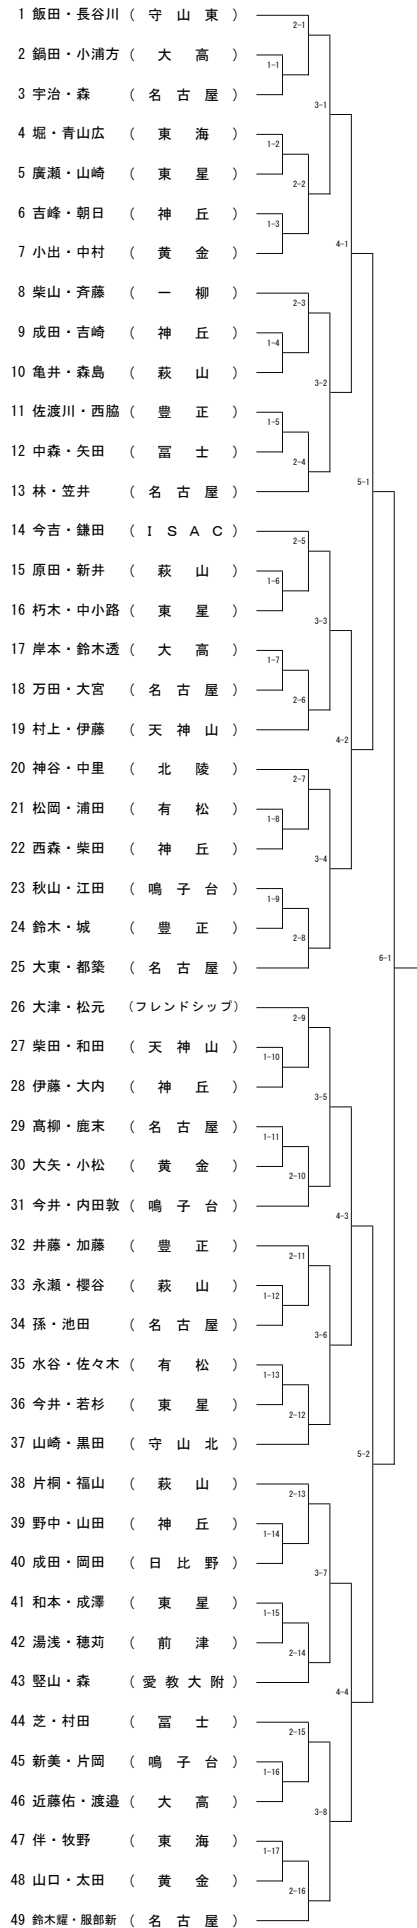 1 飯田・長谷川 （ 守 山 東 ）
2-1
2 鍋田・小浦方 （ 大 高 ）
1-1
3 宇治・森 （ 名 古 屋 ）
3-1
4 堀・青山広 （ 東 海 ）
1-2
5 廣瀬・山崎 （ 東 星 ）
2-2
6 吉峰・朝日 （ 神 丘 ）
1-3
7 小出・中村 （ 黄 金 ）
4-1
8 柴山・斉藤 （ 一 柳 ）
2-3
9 成田・吉崎 （ 神 丘 ）
1-4
10 亀井・森島 （ 萩 山 ）
3-2
11 佐渡川・西脇 （ 豊 正 ）
1-5
12 中森・矢田 （ 冨 士 ）
2-4
13 林・笠井 （ 名 古 屋 ）
5-1
14 今吉・鎌田 （ Ｉ Ｓ Ａ Ｃ ）
2-5
15 原田・新井 （ 萩 山 ）
1-6
16 朽木・中小路 （ 東 星 ）
3-3
17 岸本・鈴木透 （ 大 高 ）
1-7
18 万田・大宮 （ 名 古 屋 ）
2-6
19 村上・伊藤 （ 天 神 山 ）
4-2
20 神谷・中里 （ 北 陵 ）
2-7
21 松岡・浦田 （ 有 松 ）
1-8
22 西森・柴田 （ 神 丘 ）
3-4
23 秋山・江田 （ 鳴 子 台 ）
1-9
24 鈴木・城 （ 豊 正 ）
2-8
25 大東・都築 （ 名 古 屋 ）
6-1
26 大津・松元 （フレンドシップ）
2-9
27 柴田・和田 （ 天 神 山 ）
1-10
28 伊藤・大内 （ 神 丘 ）
3-5
29 髙柳・鹿末 （ 名 古 屋 ）
1-11
30 大矢・小松 （ 黄 金 ）
2-10
31 今井・内田敦 （ 鳴 子 台 ）
4-3
32 井藤・加藤 （ 豊 正 ）
2-11
33 永瀬・櫻谷 （ 萩 山 ）
1-12
34 孫・池田 （ 名 古 屋 ）
3-6
35 水谷・佐々木 （ 有 松 ）
1-13
36 今井・若杉 （ 東 星 ）
2-12
37 山崎・黒田 （ 守 山 北 ）
5-2
38 片桐・福山 （ 萩 山 ）
2-13
39 野中・山田 （ 神 丘 ）
1-14
40 成田・岡田 （ 日 比 野 ）
3-7
41 和本・成澤 （ 東 星 ）
1-15
42 湯浅・穂苅 （ 前 津 ）
2-14
43 竪山・森 （ 愛 教 大 附 ）
4-4
44 芝・村田 （ 冨 士 ）
2-15
45 新美・片岡 （ 鳴 子 台 ）
1-16
46 近藤佑・渡邉 （ 大 高 ）
3-8
47 伴・牧野 （ 東 海 ）
1-17
48 山口・太田 （ 黄 金 ）
2-16
49 鈴木耀・服部新 （ 名 古 屋 ）